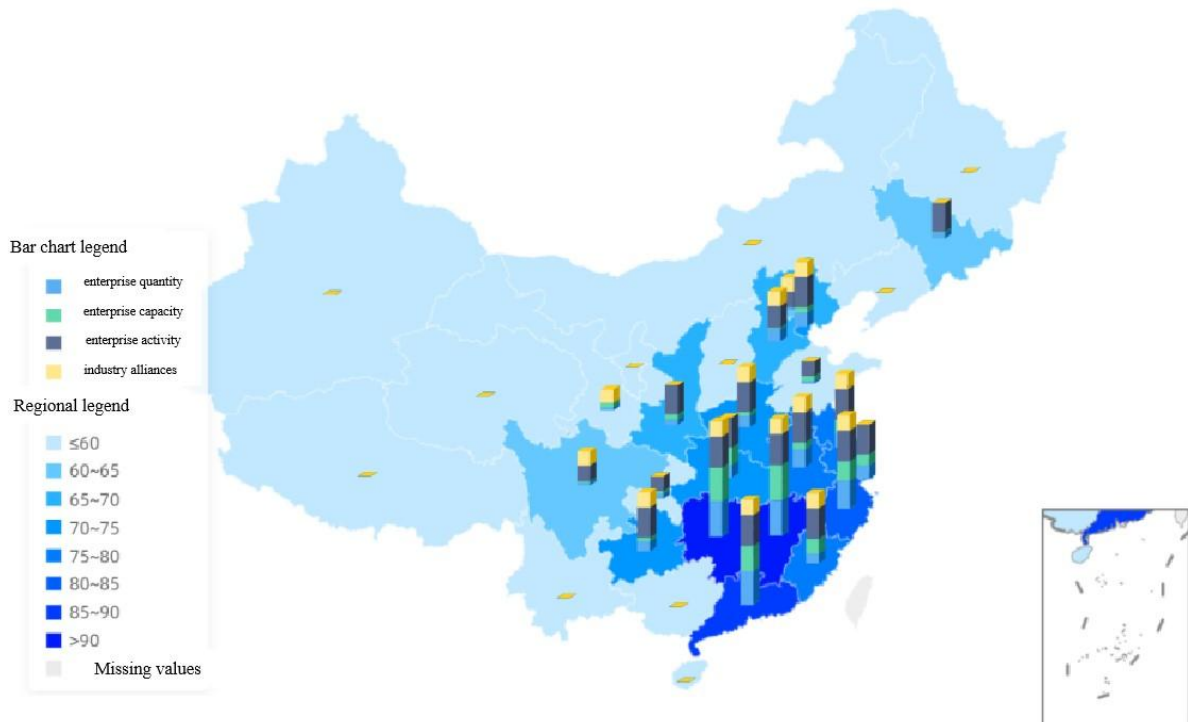 Bar chart legend
enterprise quantity
enterprise capacity
enterprise activity
industry alliances
Regional legend
≤60
60~65
65~70
70~75
75~80
80~85
85~90
>90
Missing values